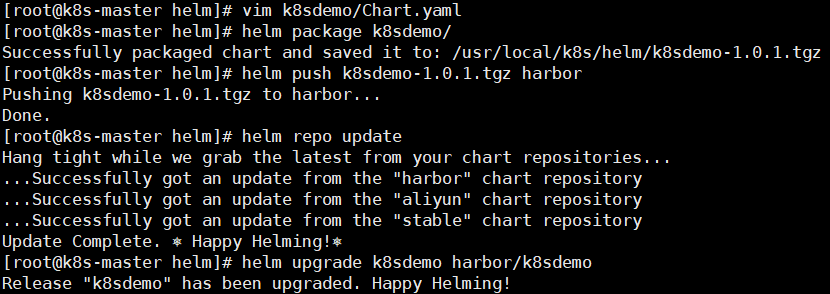 [root@k8s-master helm]# vim k8sdemo/Chart.yaml
[root@k8s-master helm]# helm package k8sdemo/
Successfully packaged chart and saved it to: /usr/local/k8s/helm/k8sdemo-1.0.1.tgz
[root@k8s-master helm]# helm push k8sdemo-1.0.1.tgz harbor
Pushing k8sdemo-1.0.1.tgz to harbor...
Done.
[root@k8s-master helm]# helm repo update
Hang tight while we grab the latest from your chart repositories...
...Successfully got an update from the "harbor" chart repository
...Successfully got an update from the "aliyun" chart repository
...Successfully got an update from the "stable" chart repository
Update Complete. ⎈ Happy Helming!⎈
[root@k8s-master helm]# helm upgrade k8sdemo harbor/k8sdemo
Release "k8sdemo" has been upgraded. Happy Helming!